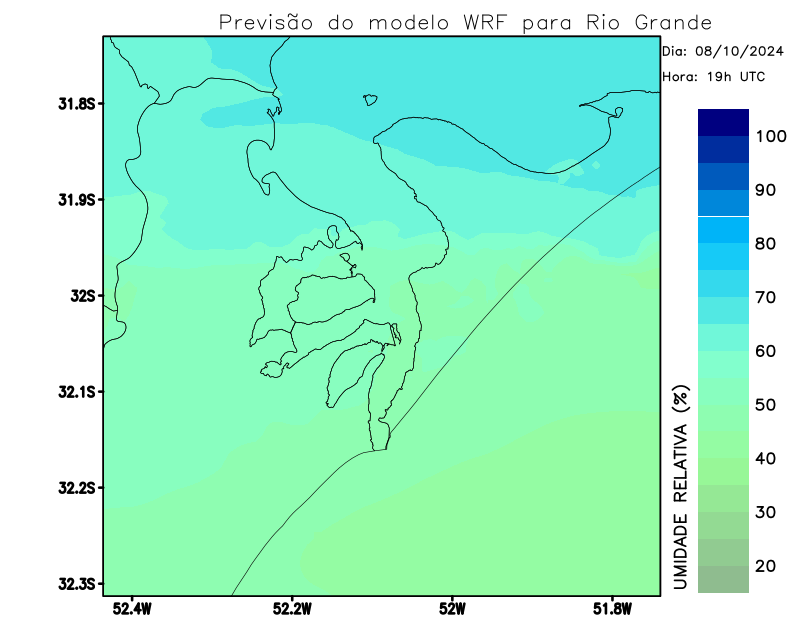 Previsão do modelo WRF para Rio Grande
Dia: 08/10/2024
Hora: 19h UTC
31.8S
31.9S
32S
32.1S
32.2S
32.3S
52.4W
52.2W
52W
51.8W
100
90
80
70
60
50
40
30
20
UMIDADE RELATIVA (%)